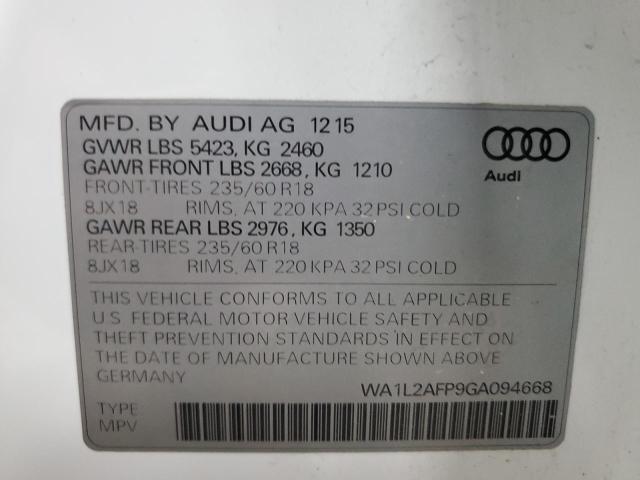 MFD. BY AUDI AG 12 15
GVWR LBS 5423, KG 2460
GAWR FRONT LBS 2668, KG 1210
FRONT-TIRES 235/60 R18
8JX18 RIMS, AT 220 KPA 32 PSI COLD
GAWR REAR LBS 2976, KG 1350
REAR-TIRES 235/60 R18
8JX18 RIMS, AT 220 KPA 32 PSI COLD
Audi
THIS VEHICLE CONFORMS TO ALL APPLICABLE
U.S. FEDERAL MOTOR VEHICLE SAFETY AND
THEFT PREVENTION STANDARDS IN EFFECT ON
THE DATE OF MANUFACTURE SHOWN ABOVE
GERMANY
WA1L2AFP9GA094668
TYPE
MPV